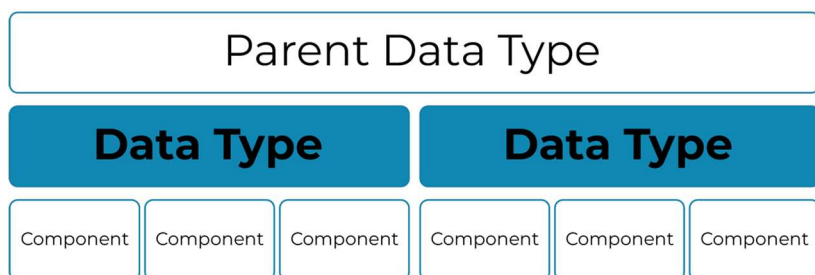 Parent Data Type
Data Type Data Type
Component Component Component Component Component Component